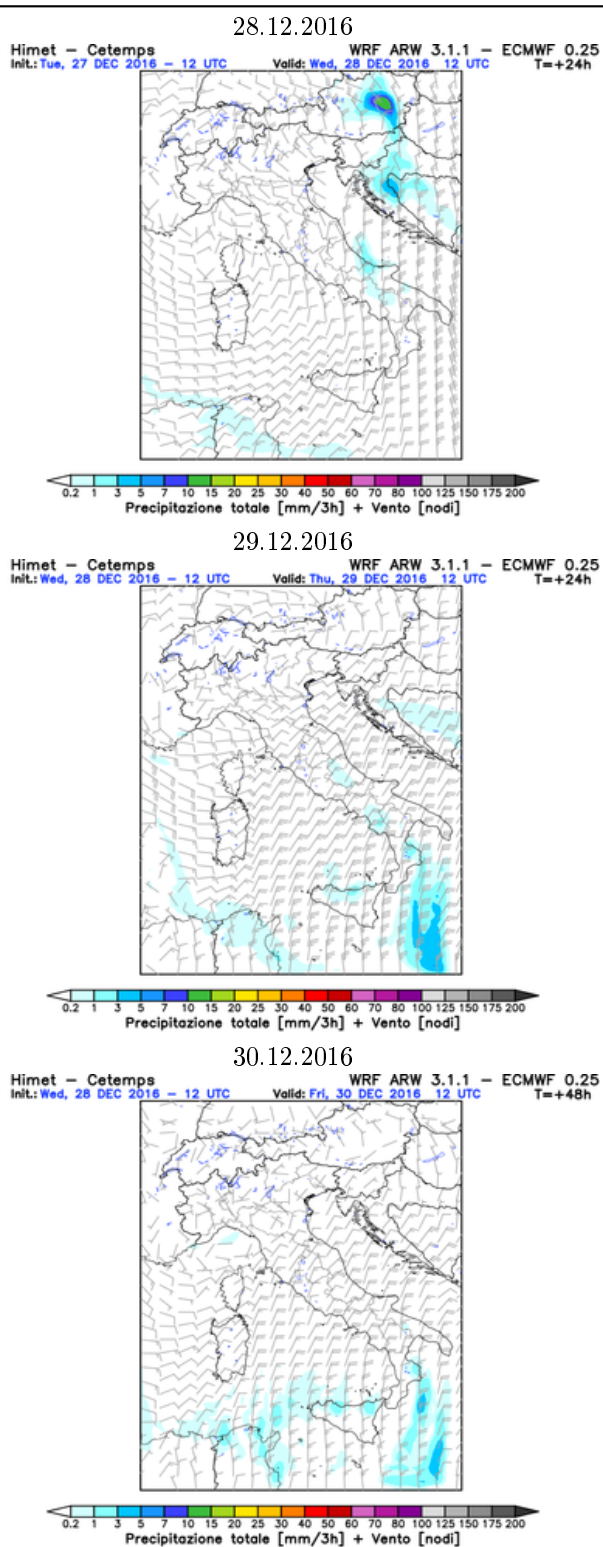 28.12.2016
Himet – Cetemps WRF ARW 3.1.1 – ECMWF 0.25
Init.: Tue, 27 DEC 2016 – 12 UTC Valid: Wed, 28 DEC 2016 12 UTC T=+24h
0.2 1 3 5 7 10 15 20 25 30 40 50 60 70 80 100 125 150 175 200
Precipitazione totale [mm/3h] + Vento [nodi]
29.12.2016
Himet – Cetemps WRF ARW 3.1.1 – ECMWF 0.25
Init.: Wed, 28 DEC 2016 – 12 UTC Valid: Thu, 29 DEC 2016 12 UTC T=+24h
0.2 1 3 5 7 10 15 20 25 30 40 50 60 70 80 100 125 150 175 200
Precipitazione totale [mm/3h] + Vento [nodi]
30.12.2016
Himet – Cetemps WRF ARW 3.1.1 – ECMWF 0.25
Init.: Wed, 28 DEC 2016 – 12 UTC Valid: Fri, 30 DEC 2016 12 UTC T=+48h
0.2 1 3 5 7 10 15 20 25 30 40 50 60 70 80 100 125 150 175 200
Precipitazione totale [mm/3h] + Vento [nodi]